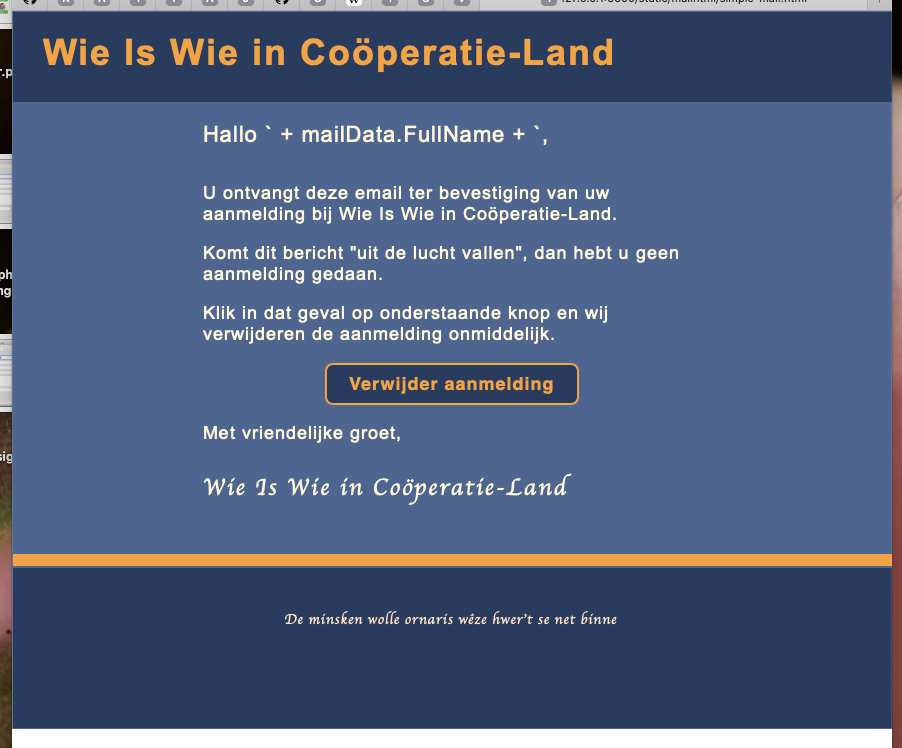 Wie Is Wie in Coöperatie-Land
Hallo ` + mailData.FullName + `,
U ontvangt deze email ter bevestiging van uw
aanmelding bij Wie Is Wie in Coöperatie-Land.
Komt dit bericht "uit de lucht vallen", dan hebt u geen
aanmelding gedaan.
Klik in dat geval op onderstaande knop en wij
verwijderen de aanmelding onmiddelijk.
Verwijder aanmelding
Met vriendelijke groet,
Wie Is Wie in Coöperatie-Land
De minsken wolle ornaris wêze hwer't se net binne